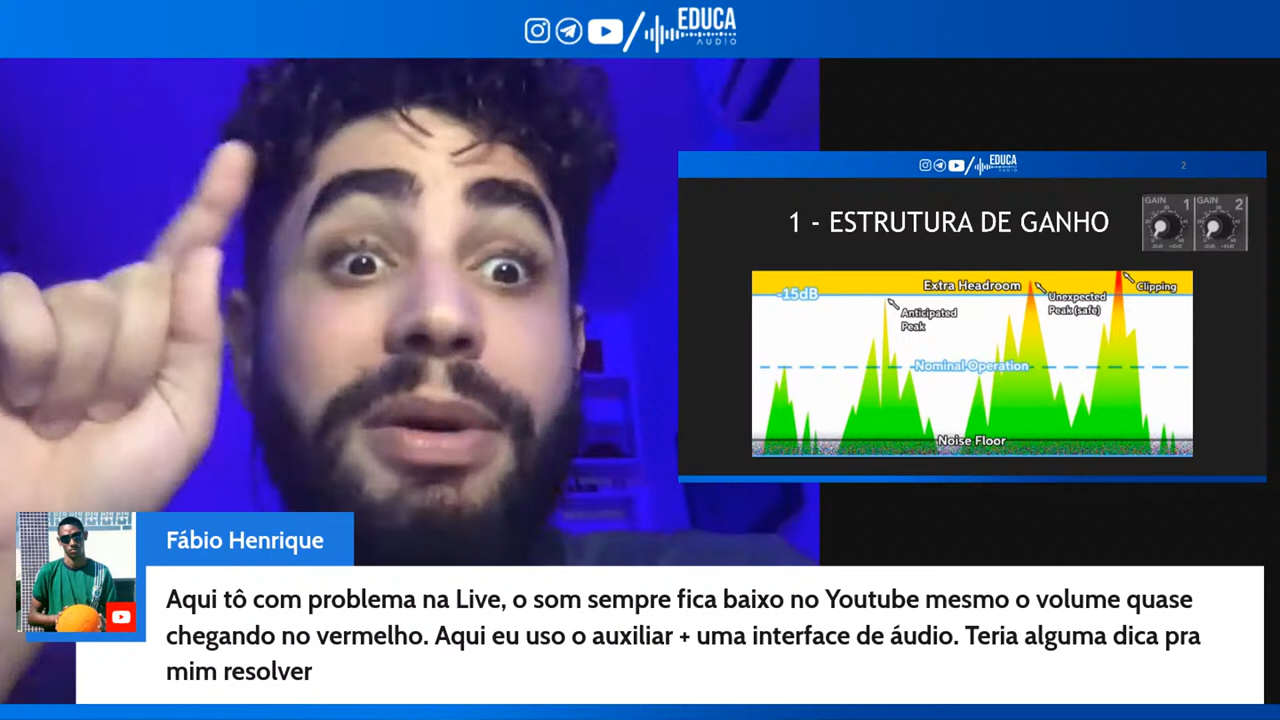 EDUCA
AUDIO
EDUCA
2
1 - ESTRUTURA DE GANHO
GAIN 1 GAIN 2
-15dB
Extra Headroom
Clipping
Unexpected
Peak (safe)
Anticipated
Peak
Nominal Operation
Noise Floor
Fábio Henrique
Aqui tô com problema na Live, o som sempre fica baixo no Youtube mesmo o volume quase
chegando no vermelho. Aqui eu uso o auxiliar + uma interface de áudio. Teria alguma dica pra
mim resolver